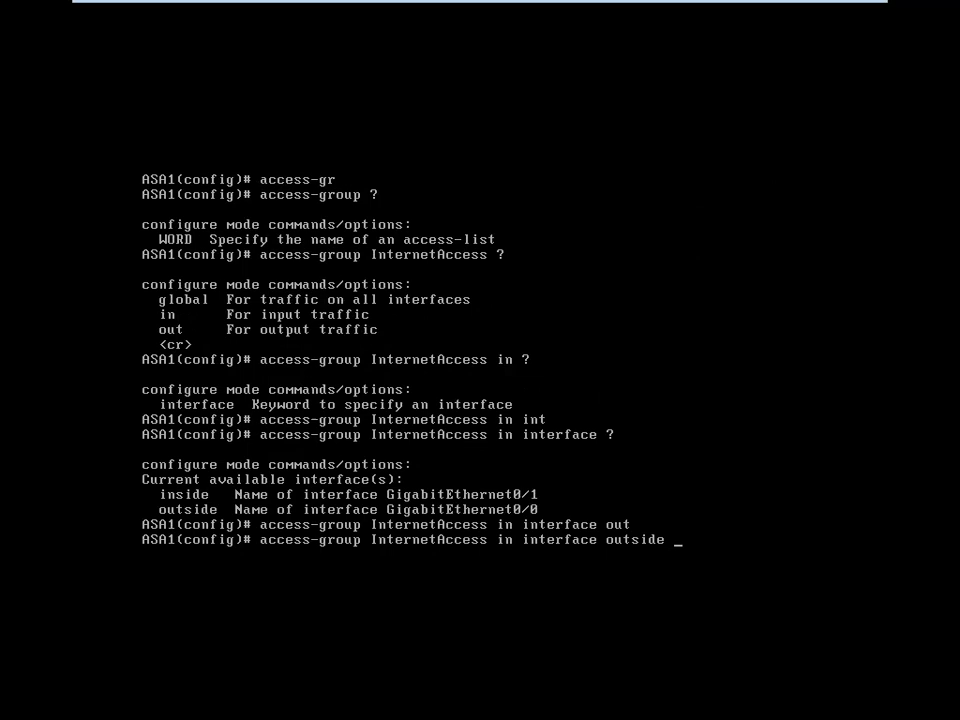 ASA1(config)# access-gr
ASA1(config)# access-group ?
configure mode commands/options:
  WORD  Specify the name of an access-list
ASA1(config)# access-group InternetAccess ?
configure mode commands/options:
  global  For traffic on all interfaces
  in      For input traffic
  out     For output traffic
  <cr>
ASA1(config)# access-group InternetAccess in ?
configure mode commands/options:
  interface  Keyword to specify an interface
ASA1(config)# access-group InternetAccess in int
ASA1(config)# access-group InternetAccess in interface ?
configure mode commands/options:
Current available interface(s):
  inside   Name of interface GigabitEthernet0/1
  outside  Name of interface GigabitEthernet0/0
ASA1(config)# access-group InternetAccess in interface out
ASA1(config)# access-group InternetAccess in interface outside _